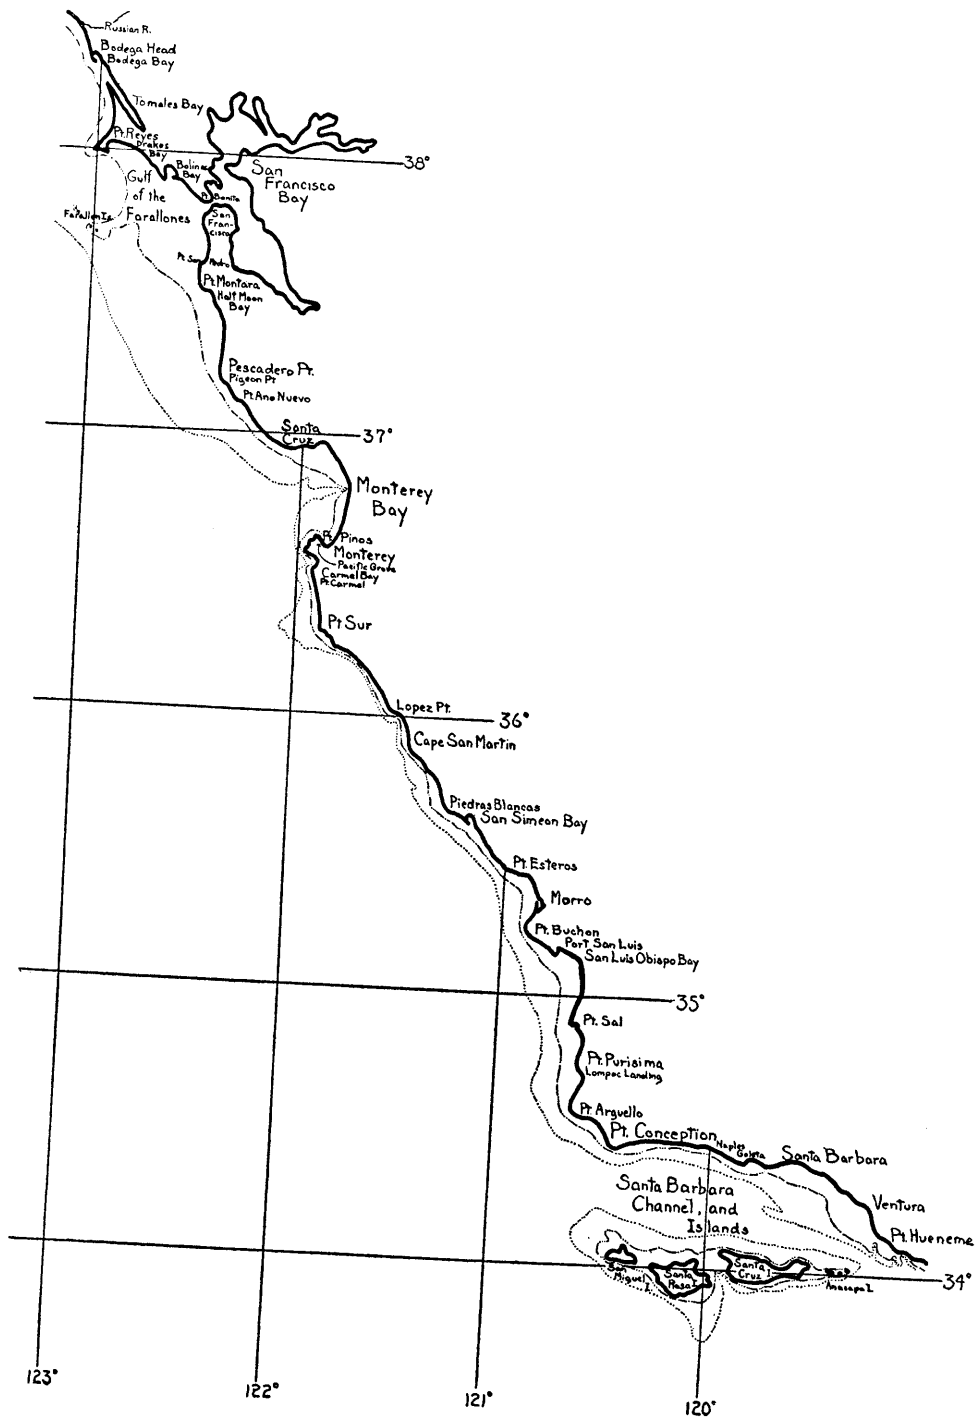 Russian R.
Bodega Head
Bodega Bay
Tomales Bay
Pt. Reyes
Drakes
Bay
Bolinas
Bay
38°
San
Francisco
Bay
Gulf
of the
Farallones
Pt. Bonita
Farallon Is.
San
Fran-
cisco
Pt. San Pedro
Pt. Montara
Half Moon
Bay
Pescadero Pt.
Pigeon Pt
Pt. Ano Nuevo
Santa
Cruz
37°
Monterey
Bay
Pt. Pinos
Monterey
Pacific Grove
Carmel Bay
Pt. Carmel
Pt Sur
Lopez Pt.
36°
Cape San Martin
Piedras Blancas
San Simeon Bay
Pt. Esteros
Morro
Pt. Buchon
Port San Luis
San Luis Obispo Bay
35°
Pt. Sal
Pt. Purisima
Lompoc Landing
Pt. Arguello
Pt. Conception
Naples
Goleta
Santa Barbara
Santa Barbara
Channel, and
Islands
Ventura
Pt. Hueneme
San
Miguel I.
Santa
Rosa I.
Santa
Cruz I
Anacapa I.
34°
123°
122°
121°
120°